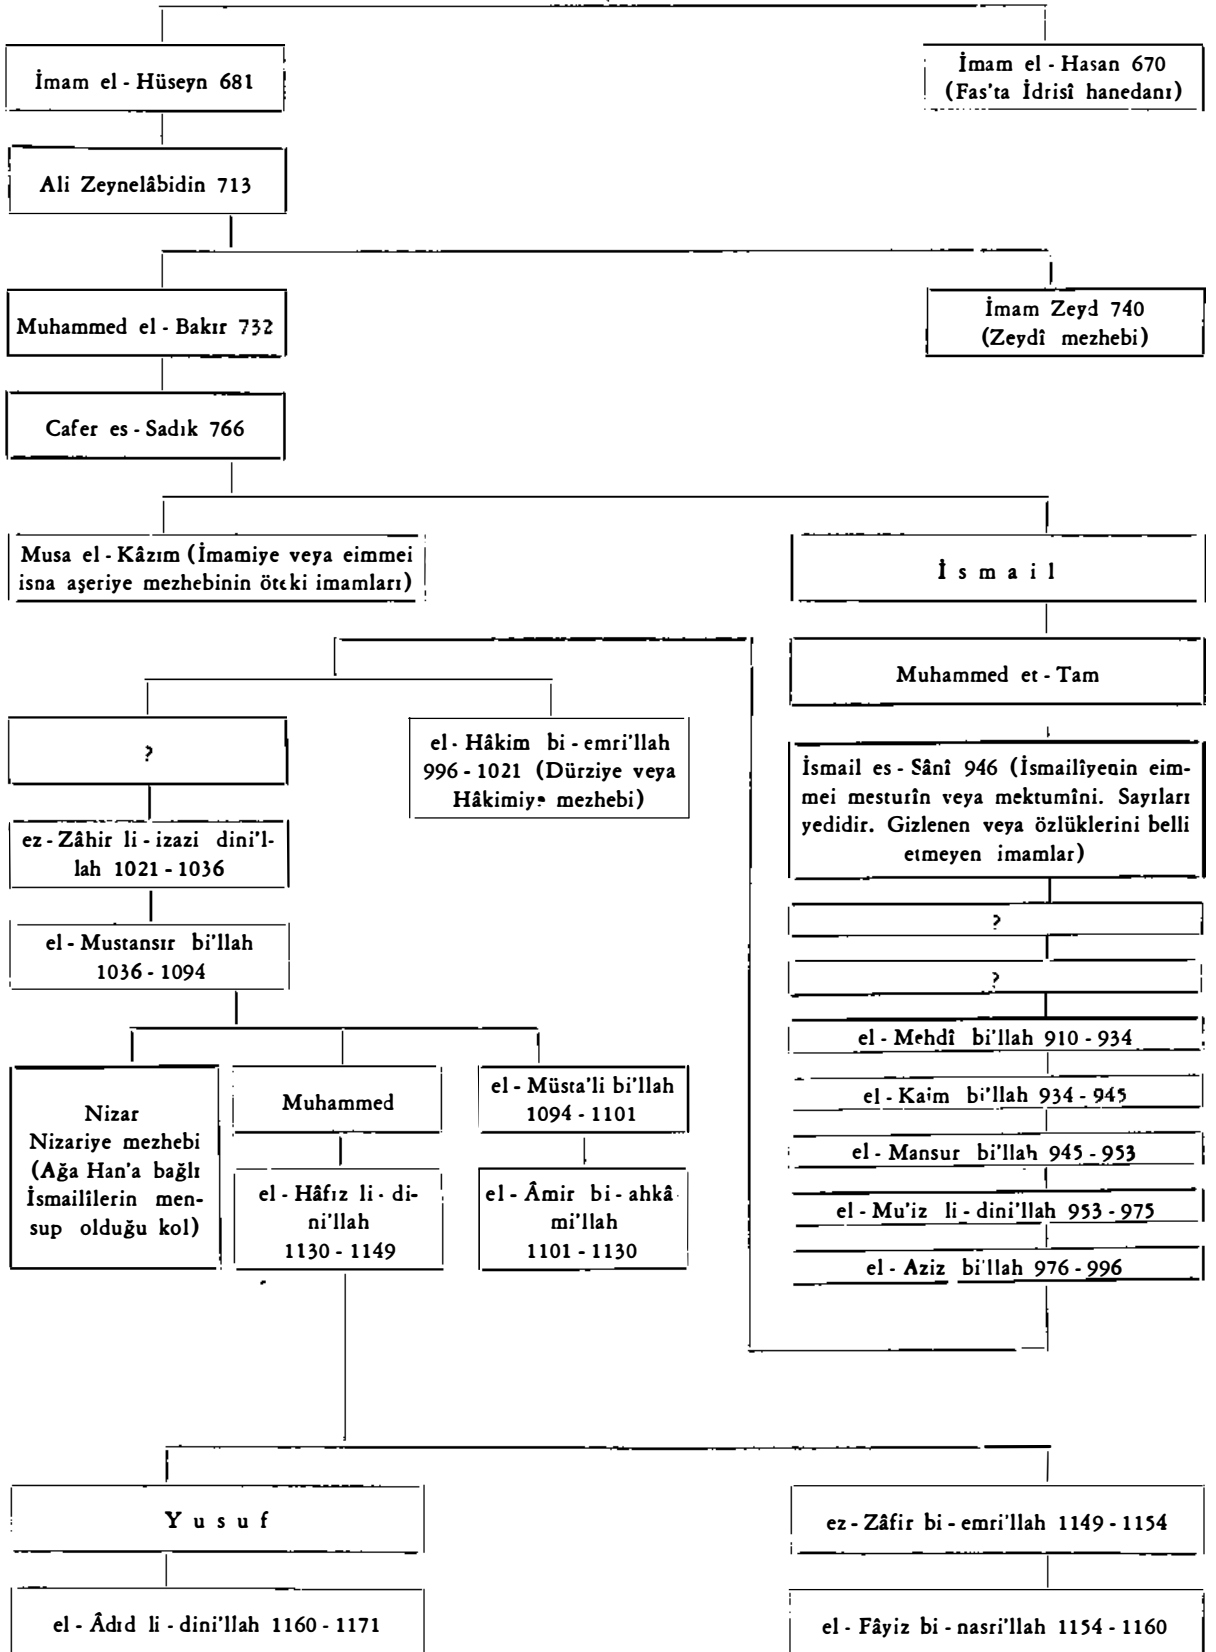 İmam el - Hüseyn 681
İmam el - Hasan 670
(Fas'ta İdrisî hanedanı)
Ali Zeynelâbidin 713
Muhammed el - Bakır 732
İmam Zeyd 740
(Zeydî mezhebi)
Cafer es - Sadık 766
Musa el - Kâzım (İmamiye veya eimmei
isna aşeriye mezhebinin öteki imamları)
İsmail
Muhammed et - Tam
İsmail es - Sânî 946 (İsmailîyenin eim-
mei mesturîn veya mektumîni. Sayıları
yedidir. Gizlenen veya özlüklerini belli
etmeyen imamlar)
?
?
el - Mehdî bi'llah 910 - 934
el - Kaim bi'llah 934 - 945
el - Mansur bi'llah 945 - 953
el - Mu'iz li - dini'llah 953 - 975
el - Aziz bi'llah 976 - 996
?
el - Hâkim bi - emri'llah
996 - 1021 (Dürziye veya
Hâkimiye mezhebi)
ez - Zâhir li - izazi dini'l-
lah 1021 - 1036
el - Mustansır bi'llah
1036 - 1094
Nizar
Nizariye mezhebi
(Ağa Han'a bağlı
İsmailîlerin men-
sup olduğu kol)
Muhammed
el - Hâfız li - di-
ni'llah
1130 - 1149
el - Müsta'li bi'llah
1094 - 1101
el - Âmir bi - ahkâ-
mi'llah
1101 - 1130
Yusuf
ez - Zâfir bi - emri'llah 1149 - 1154
el - Âdıd li - dini'llah 1160 - 1171
el - Fâyiz bi - nasri'llah 1154 - 1160